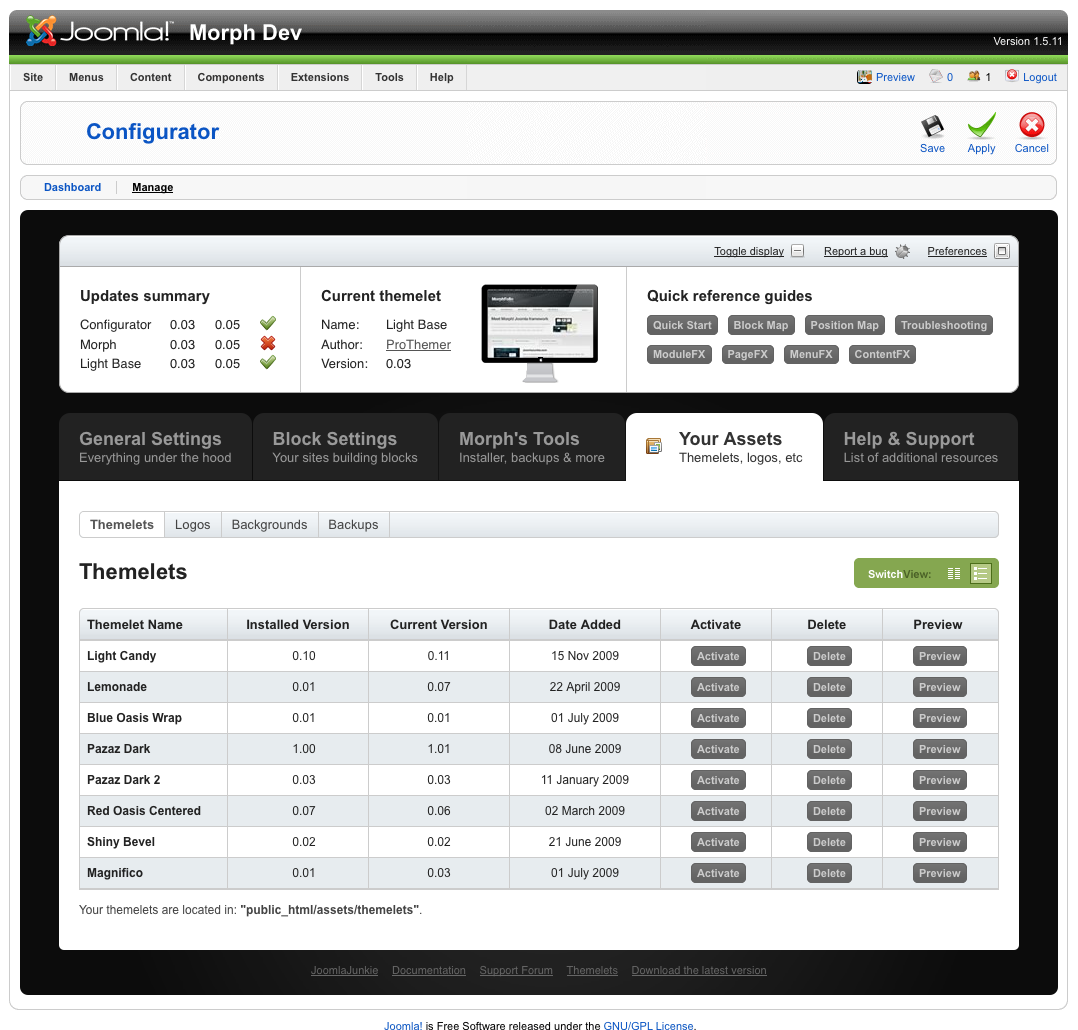 Joomla!™ Morph Dev
Version 1.5.11
Site Menus Content Components Extensions Tools Help Preview 0 1 Logout
Configurator
Save Apply Cancel
Dashboard Manage
Toggle display Report a bug Preferences
Updates summary
Configurator 0.03 0.05
Morph 0.03 0.05
Light Base 0.03 0.05
Current themelet
Name: Light Base
Author: ProThemer
Version: 0.03
Quick reference guides
Quick Start Block Map Position Map Troubleshooting
ModuleFX PageFX MenuFX ContentFX
General Settings
Everything under the hood
Block Settings
Your sites building blocks
Morph's Tools
Installer, backups & more
Your Assets
Themelets, logos, etc
Help & Support
List of additional resources
Themelets Logos Backgrounds Backups
Themelets
SwitchView:
Themelet Name Installed Version Current Version Date Added Activate Delete Preview
Light Candy 0.10 0.11 15 Nov 2009 Activate Delete Preview
Lemonade 0.01 0.07 22 April 2009 Activate Delete Preview
Blue Oasis Wrap 0.01 0.01 01 July 2009 Activate Delete Preview
Pazaz Dark 1.00 1.01 08 June 2009 Activate Delete Preview
Pazaz Dark 2 0.03 0.03 11 January 2009 Activate Delete Preview
Red Oasis Centered 0.07 0.06 02 March 2009 Activate Delete Preview
Shiny Bevel 0.02 0.02 21 June 2009 Activate Delete Preview
Magnifico 0.01 0.03 01 July 2009 Activate Delete Preview
Your themelets are located in: "public_html/assets/themelets".
JoomlaJunkie Documentation Support Forum Themelets Download the latest version
Joomla! is Free Software released under the GNU/GPL License.